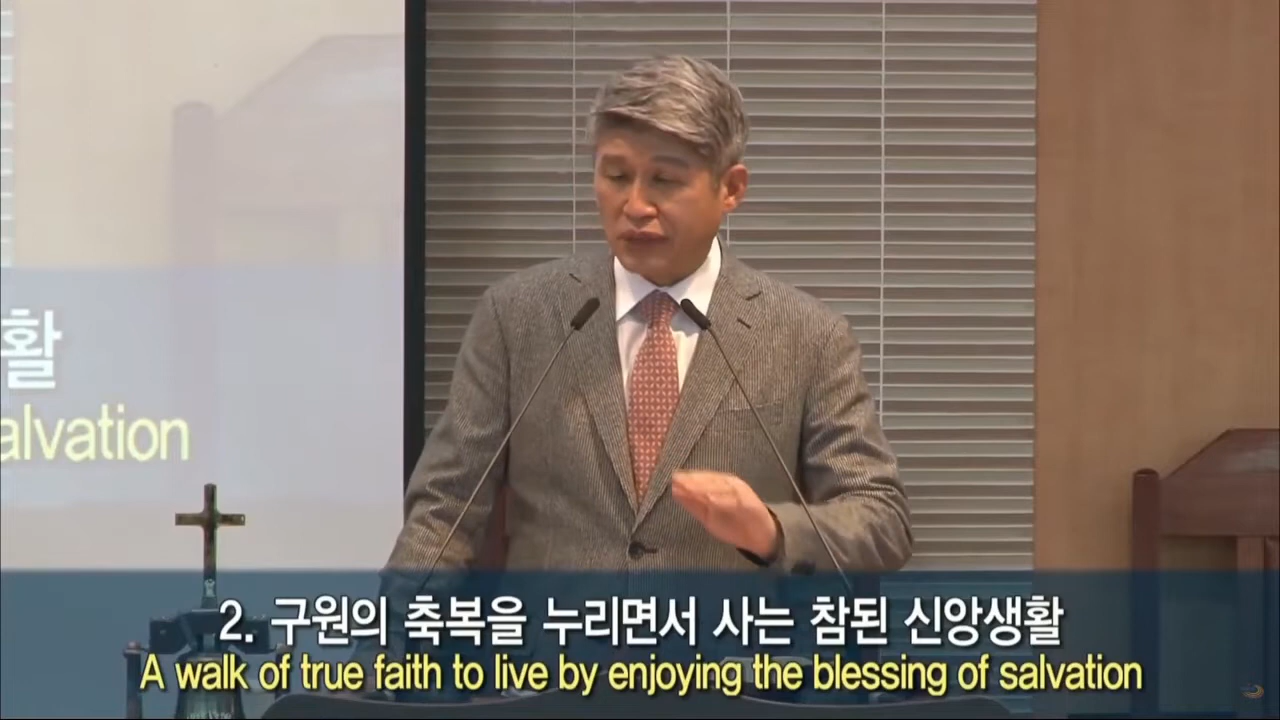 활
alvation
2. 구원의 축복을 누리면서 사는 참된 신앙생활
A walk of true faith to live by enjoying the blessing of salvation